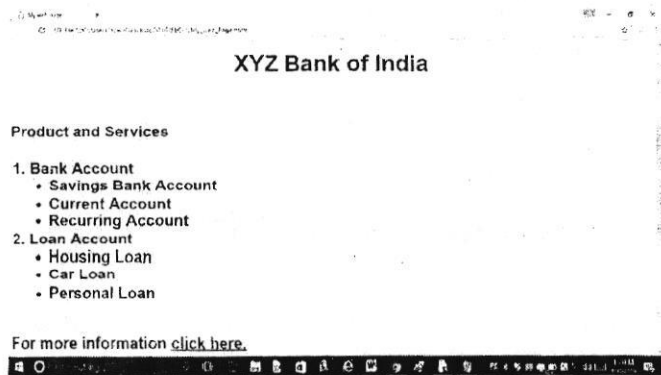 XYZ Bank of India
Product and Services
1. Bank Account
• Savings Bank Account
• Current Account
• Recurring Account
2. Loan Account
• Housing Loan
• Car Loan
• Personal Loan
For more information click here.